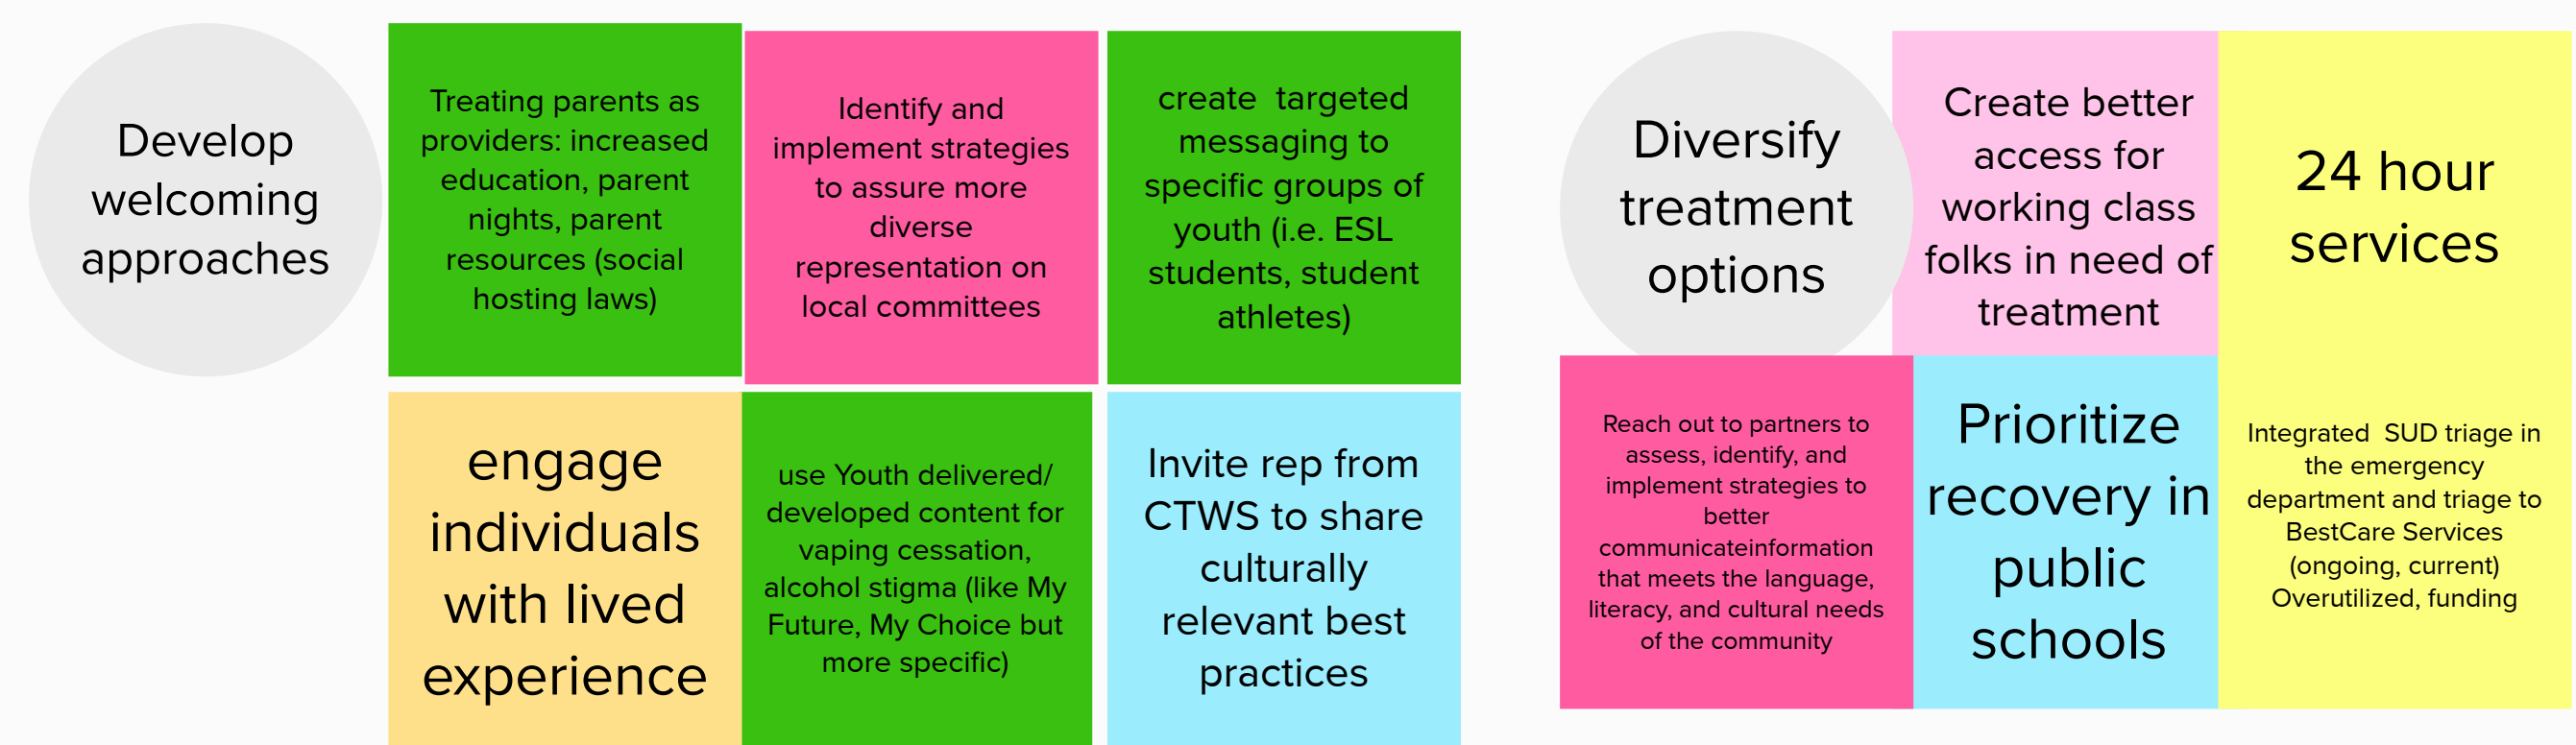 Develop
welcoming
approaches
Treating parents as
providers: increased
education, parent
nights, parent
resources (social
hosting laws)
Identify and
implement strategies
to assure more
diverse
representation on
local committees
create  targeted
messaging to
specific groups of
youth (i.e. ESL
students, student
athletes)
engage
individuals
with lived
experience
use Youth delivered/
developed content for
vaping cessation,
alcohol stigma (like My
Future, My Choice but
more specific)
Invite rep from
CTWS to share
culturally
relevant best
practices
Diversify
treatment
options
Create better
access for
working class
folks in need of
treatment
24 hour
services
Reach out to partners to
assess, identify, and
implement strategies to
better
communicateinformation
that meets the language,
literacy, and cultural needs
of the community
Prioritize
recovery in
public
schools
Integrated  SUD triage in
the emergency
department and triage to
BestCare Services
(ongoing, current)
Overutilized, funding